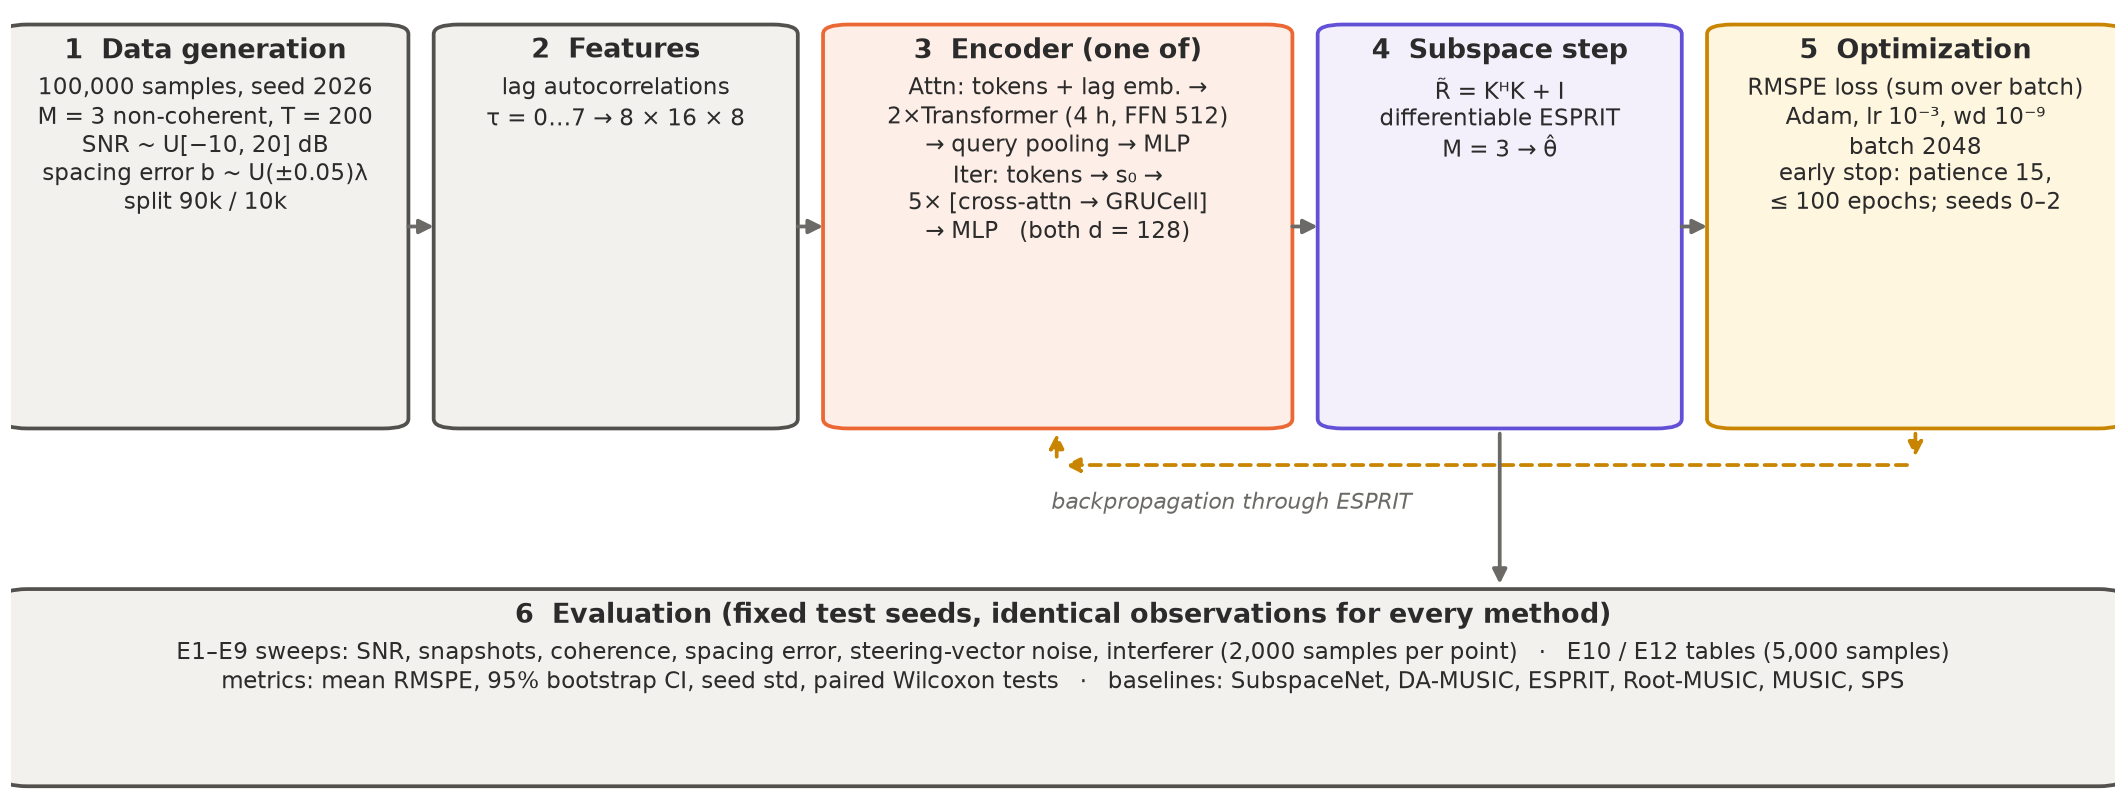 1 Data generation
100,000 samples, seed 2026
M = 3 non-coherent, T = 200
SNR ~ U[−10, 20] dB
spacing error b ~ U(±0.05)λ
split 90k / 10k
2 Features
lag autocorrelations
τ = 0…7 → 8 × 16 × 8
3 Encoder (one of)
Attn: tokens + lag emb. →
2×Transformer (4 h, FFN 512)
→ query pooling → MLP
Iter: tokens → s₀ →
5× [cross-attn → GRUCell]
→ MLP (both d = 128)
4 Subspace step
R̃ = KᴴK + I
differentiable ESPRIT
M = 3 → θ̂
5 Optimization
RMSPE loss (sum over batch)
Adam, lr 10⁻³, wd 10⁻⁹
batch 2048
early stop: patience 15,
≤ 100 epochs; seeds 0–2
backpropagation through ESPRIT
6 Evaluation (fixed test seeds, identical observations for every method)
E1–E9 sweeps: SNR, snapshots, coherence, spacing error, steering-vector noise, interferer (2,000 samples per point) · E10 / E12 tables (5,000 samples)
metrics: mean RMSPE, 95% bootstrap CI, seed std, paired Wilcoxon tests · baselines: SubspaceNet, DA-MUSIC, ESPRIT, Root-MUSIC, MUSIC, SPS